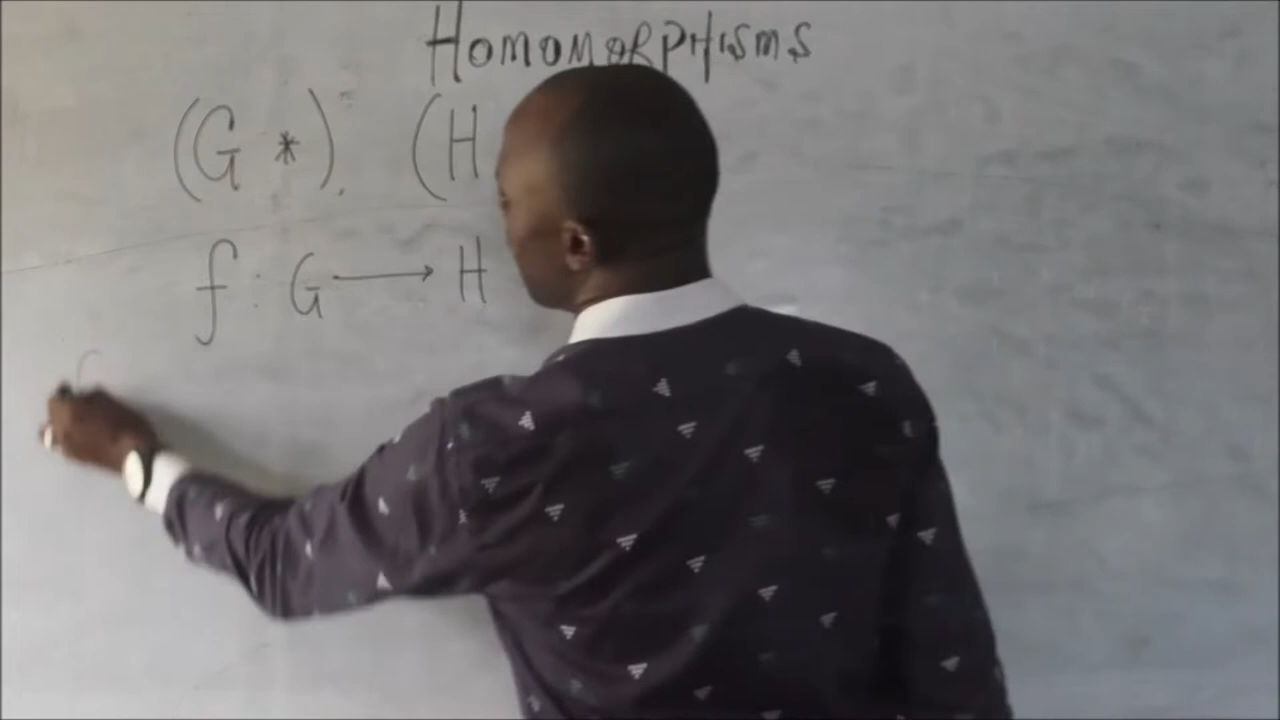 Homomorphisms
(G *), (H
f : G → H